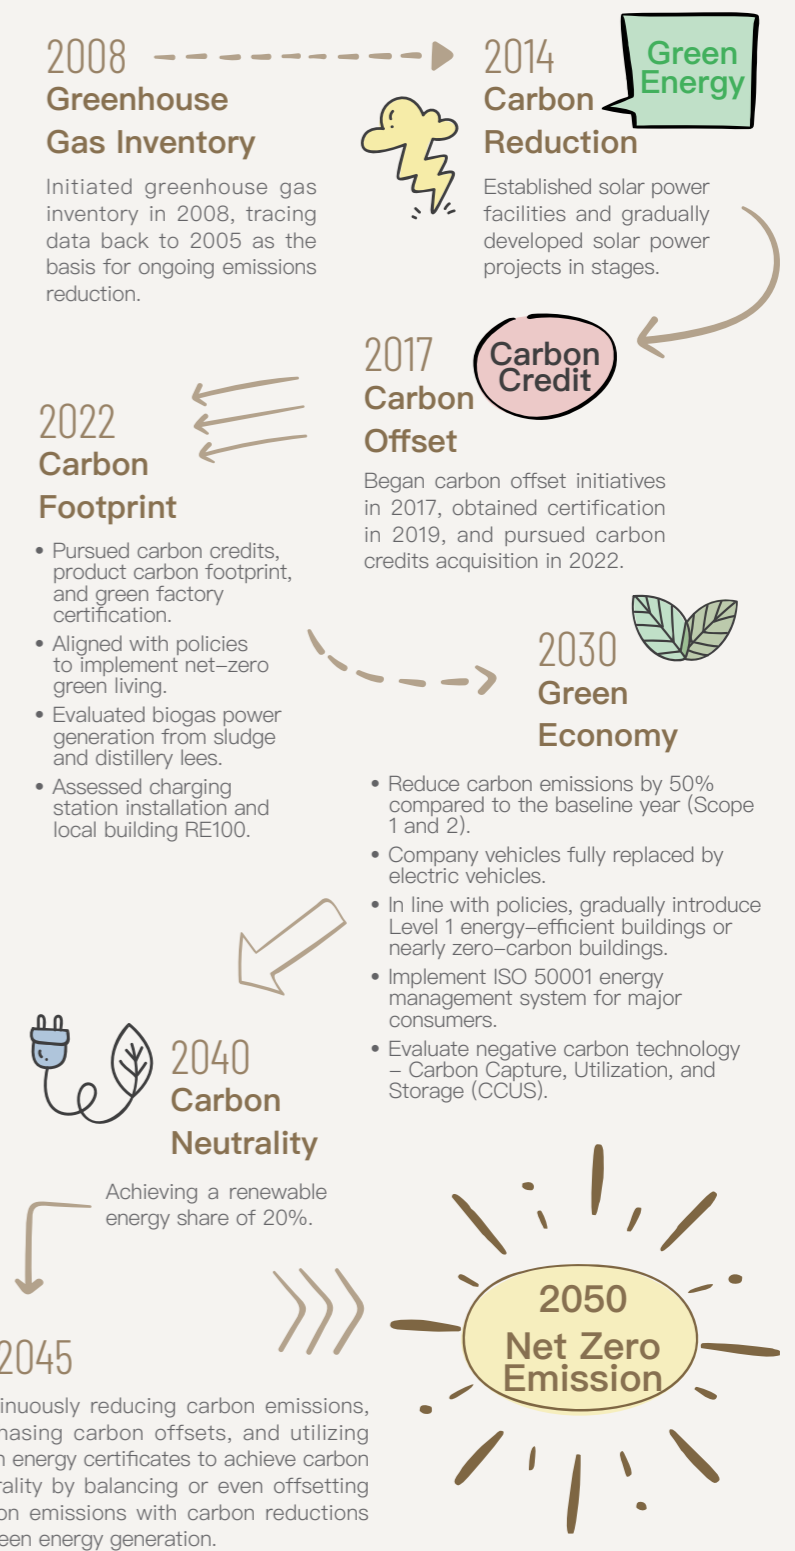 2008
Greenhouse
Gas Inventory
Initiated greenhouse gas
inventory in 2008, tracing
data back to 2005 as the
basis for ongoing emissions
reduction.
2014
Carbon
Reduction
Green
Energy
Established solar power
facilities and gradually
developed solar power
projects in stages.
2017
Carbon
Offset
Carbon
Credit
Began carbon offset initiatives
in 2017, obtained certification
in 2019, and pursued carbon
credits acquisition in 2022.
2022
Carbon
Footprint
• Pursued carbon credits,
product carbon footprint,
and green factory
certification.
• Aligned with policies
to implement net–zero
green living.
• Evaluated biogas power
generation from sludge
and distillery lees.
• Assessed charging
station installation and
local building RE100.
2030
Green
Economy
• Reduce carbon emissions by 50%
compared to the baseline year (Scope
1 and 2).
• Company vehicles fully replaced by
electric vehicles.
• In line with policies, gradually introduce
Level 1 energy–efficient buildings or
nearly zero–carbon buildings.
• Implement ISO 50001 energy
management system for major
consumers.
• Evaluate negative carbon technology
– Carbon Capture, Utilization, and
Storage (CCUS).
2040
Carbon
Neutrality
Achieving a renewable
energy share of 20%.
2045
inuously reducing carbon emissions,
hasing carbon offsets, and utilizing
n energy certificates to achieve carbon
rality by balancing or even offsetting
on emissions with carbon reductions
een energy generation.
2050
Net Zero
Emission